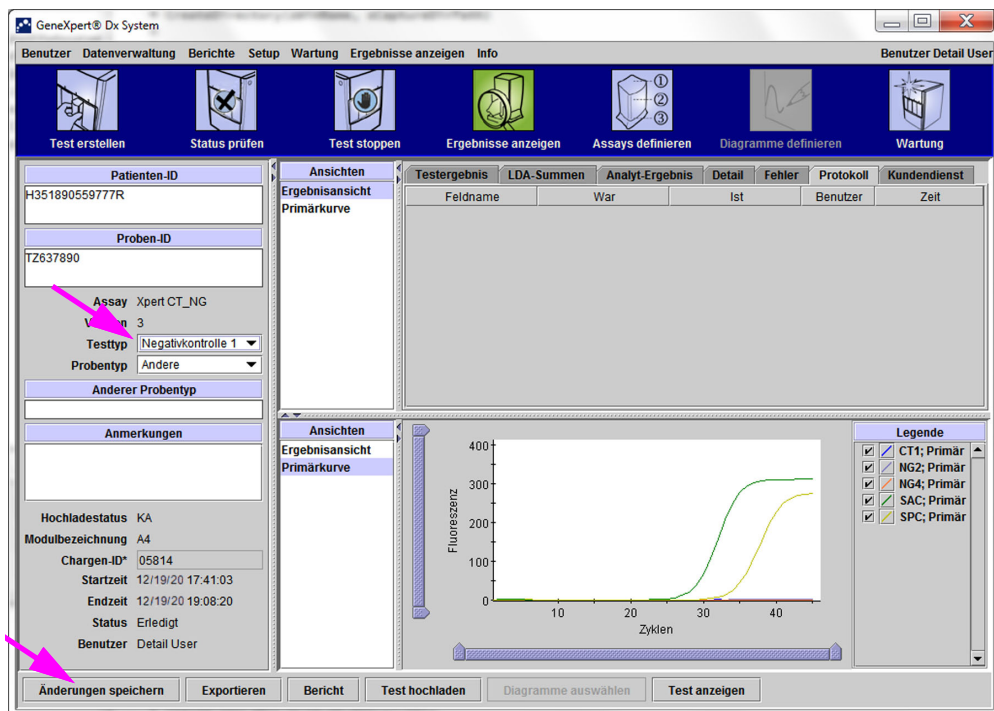 GeneXpert® Dx System
Benutzer Datenverwaltung Berichte Setup Wartung Ergebnisse anzeigen Info Benutzer Detail User
Test erstellen Status prüfen Test stoppen Ergebnisse anzeigen Assays definieren Diagramme definieren Wartung
Patienten-ID
H351890559777R
Proben-ID
TZ637890
Assay Xpert CT_NG
3
Testtyp Negativkontrolle 1
Probentyp Andere
Anderer Probentyp
Anmerkungen
Hochladestatus KA
Modulbezeichnung A4
Chargen-ID* 05814
Startzeit 12/19/20 17:41:03
Endzeit 12/19/20 19:08:20
Status Erledigt
Benutzer Detail User
Ansichten
Ergebnisansicht
Primärkurve
Testergebnis LDA-Summen Analyt-Ergebnis Detail Fehler Protokoll Kundendienst
Feldname War Ist Benutzer Zeit
Ansichten
Ergebnisansicht
Primärkurve
Fluoreszenz
400
300
200
100
0
10 20 30 40
Zyklen
Legende
CT1; Primär
NG2; Primär
NG4; Primär
SAC; Primär
SPC; Primär
Änderungen speichern Exportieren Bericht Test hochladen Diagramme auswählen Test anzeigen